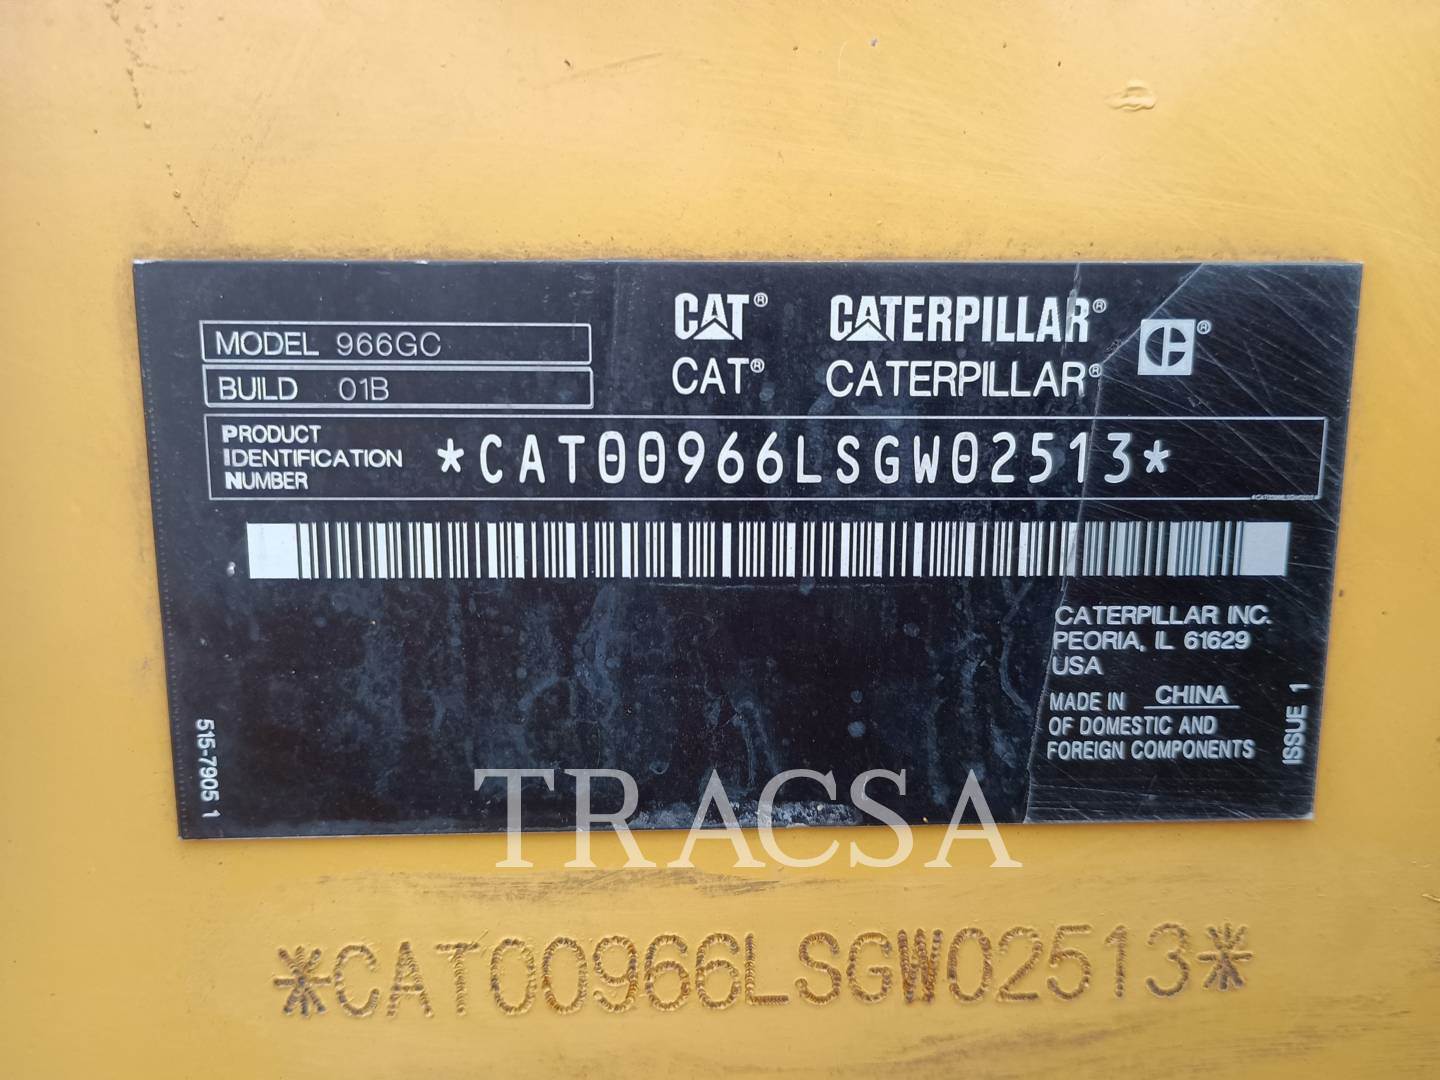 CAT® CATERPILLAR®
CAT® CATERPILLAR®
MODEL 966GC
BUILD 01B
PRODUCT IDENTIFICATION NUMBER
*CAT00966LSGW02513*
*CAT00966LSGW02513*
CATERPILLAR INC.
PEORIA, IL 61629
USA
MADE IN CHINA
OF DOMESTIC AND
FOREIGN COMPONENTS
ISSUE 1
515-7905 1
TRACSA
*CAT00966LSGW02513*